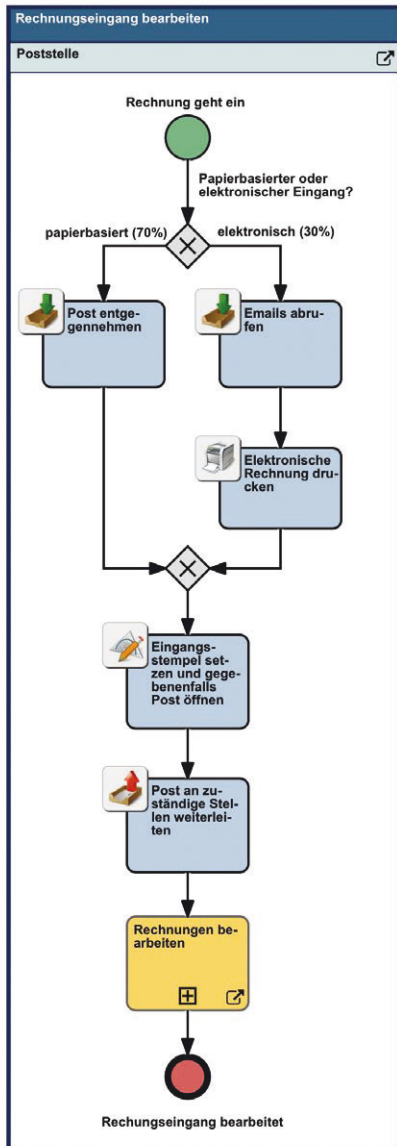 Rechnungseingang bearbeiten
Poststelle
Rechnung geht ein
Papierbasierter oder
elektronischer Eingang?
papierbasiert (70%)
elektronisch (30%)
Post entge-
gennehmen
Emails abru-
fen
Elektronische
Rechnung dru-
cken
Eingangs-
stempel set-
zen und gege-
benenfalls
Post öffnen
Post an zu-
ständige Stel-
len weiterlei-
ten
Rechnungen be-
arbeiten
Rechungseingang bearbeitet